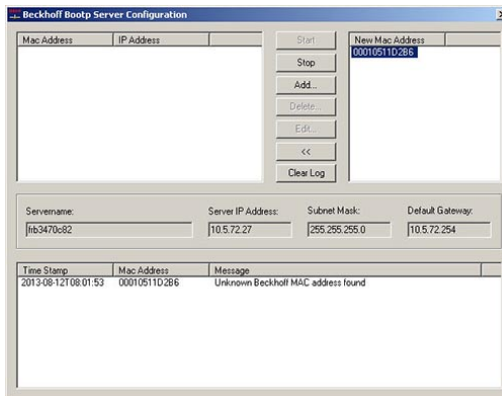 Beckhoff Bootp Server Configuration
Mac Address IP Address
Start
New Mac Address
00010511D2B6
Stop
Add...
Delete...
Edit...
<<
Clear Log
Servername: Server IP Address: Subnet Mask: Default Gateway:
frb3470c82 10.5.72.27 255.255.255.0 10.5.72.254
Time Stamp Mac Address Message
2013-08-12T08:01:53 00010511D2B6 Unknown Beckhoff MAC address found